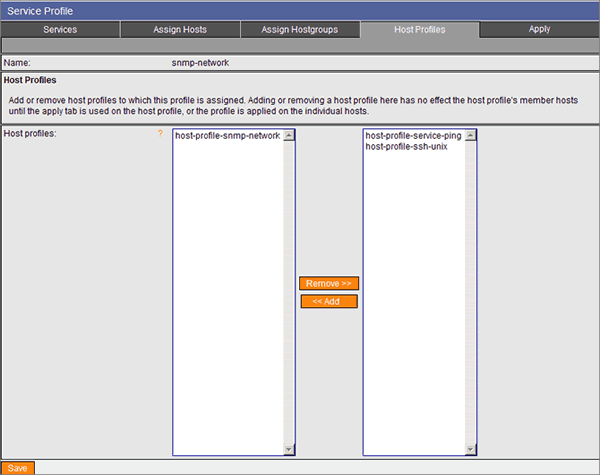 Service Profile
Services Assign Hosts Assign Hostgroups Host Profiles Apply
Name: snmp-network
Host Profiles
Add or remove host profiles to which this profile is assigned. Adding or removing a host profile here has no effect the host profile's member hosts
until the apply tab is used on the host profile, or the profile is applied on the individual hosts.
Host profiles: ? host-profile-snmp-network host-profile-service-ping
host-profile-ssh-unix
Remove >>
<< Add
Save